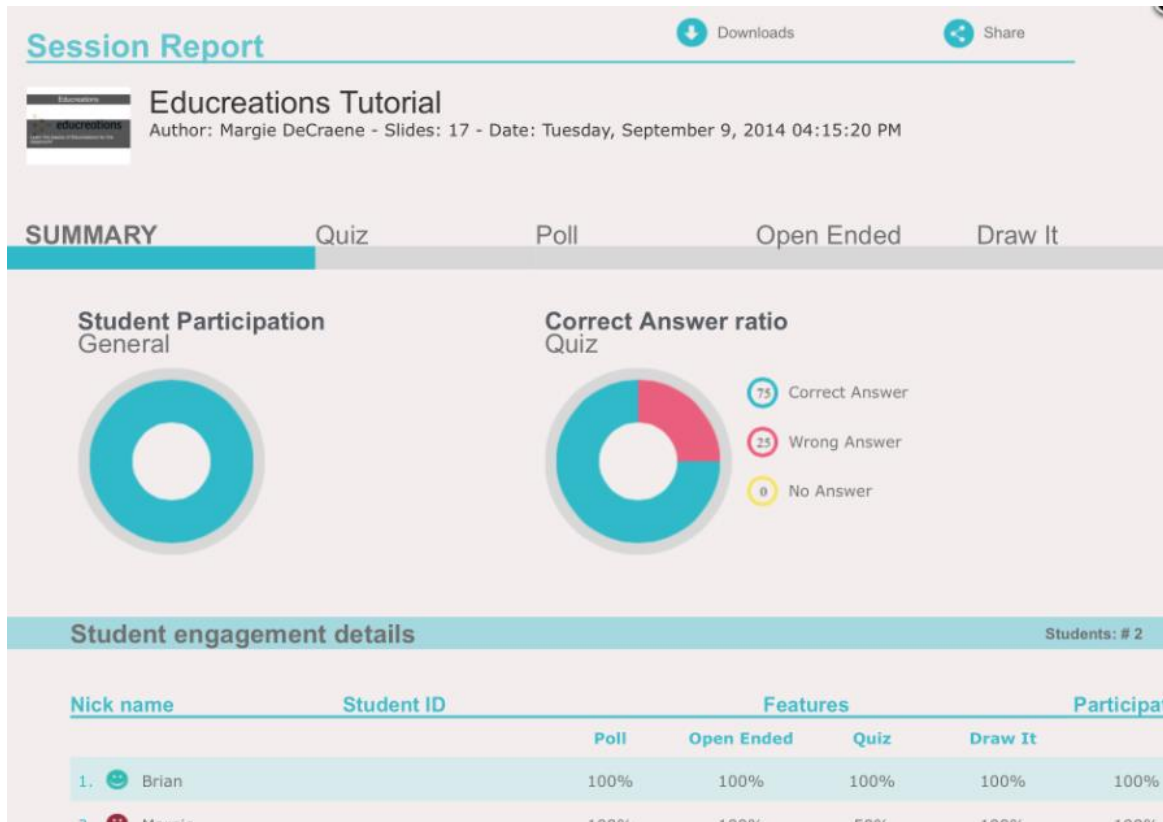 Downloads
Share
Session Report
Educreations
educreations
Educreations Tutorial
Author: Margie DeCraene - Slides: 17 - Date: Tuesday, September 9, 2014 04:15:20 PM
SUMMARY Quiz Poll Open Ended Draw It
Student Participation
General
Correct Answer ratio
Quiz
75 Correct Answer
25 Wrong Answer
0 No Answer
Student engagement details Students: # 2
Nick name Student ID Features
Poll Open Ended Quiz Draw It
1. Brian 100% 100% 100% 100% 100%